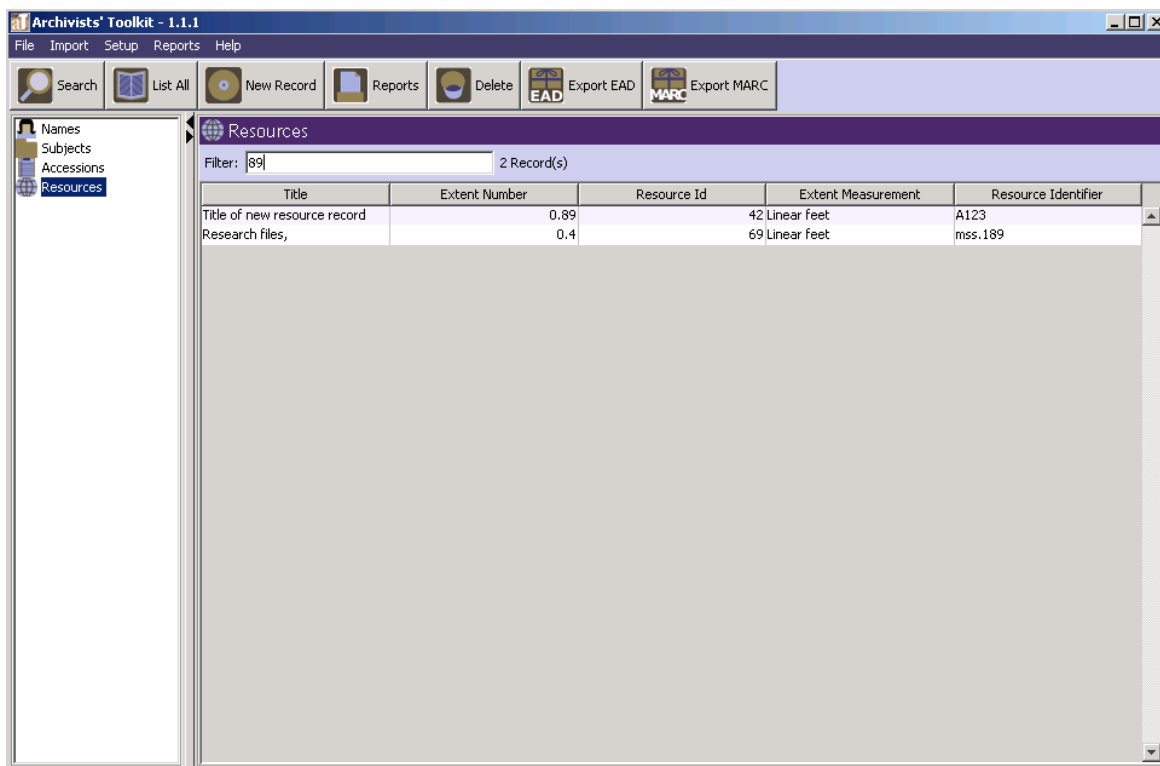 aT Archivists' Toolkit - 1.1.1
File Import Setup Reports Help
Search List All New Record Reports Delete EAD Export EAD MARC Export MARC
Names
Subjects
Accessions
Resources
Resources
Filter: 89 2 Record(s)
Title Extent Number Resource Id Extent Measurement Resource Identifier
Title of new resource record 0.89 42 Linear feet A123
Research files, 0.4 69 Linear feet mss.189